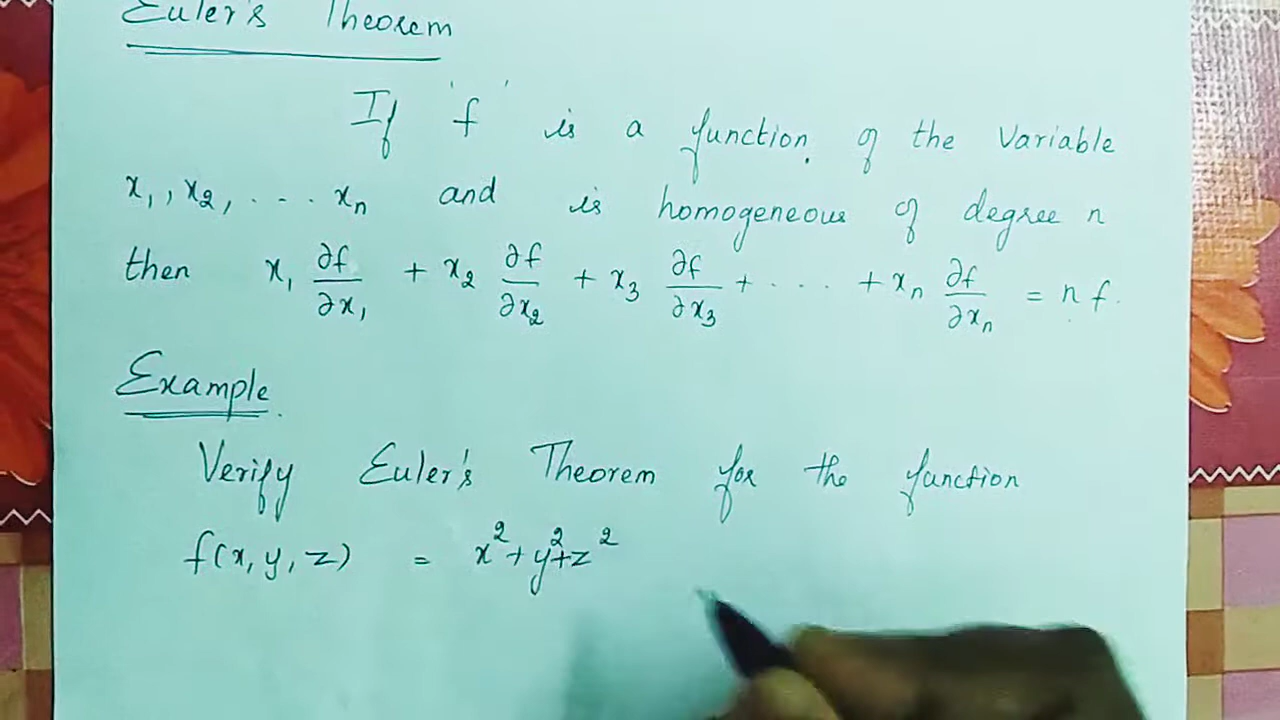 Euler's Theorem
If 'f' is a function of the Variable
x₁, x₂, .... xₙ and is homogeneous of degree n
then x₁ ∂f/∂x₁ + x₂ ∂f/∂x₂ + x₃ ∂f/∂x₃ + .... + xₙ ∂f/∂xₙ = n f.
Example.
Verify Euler's Theorem for the function
f(x, y, z) = x² + y² + z²